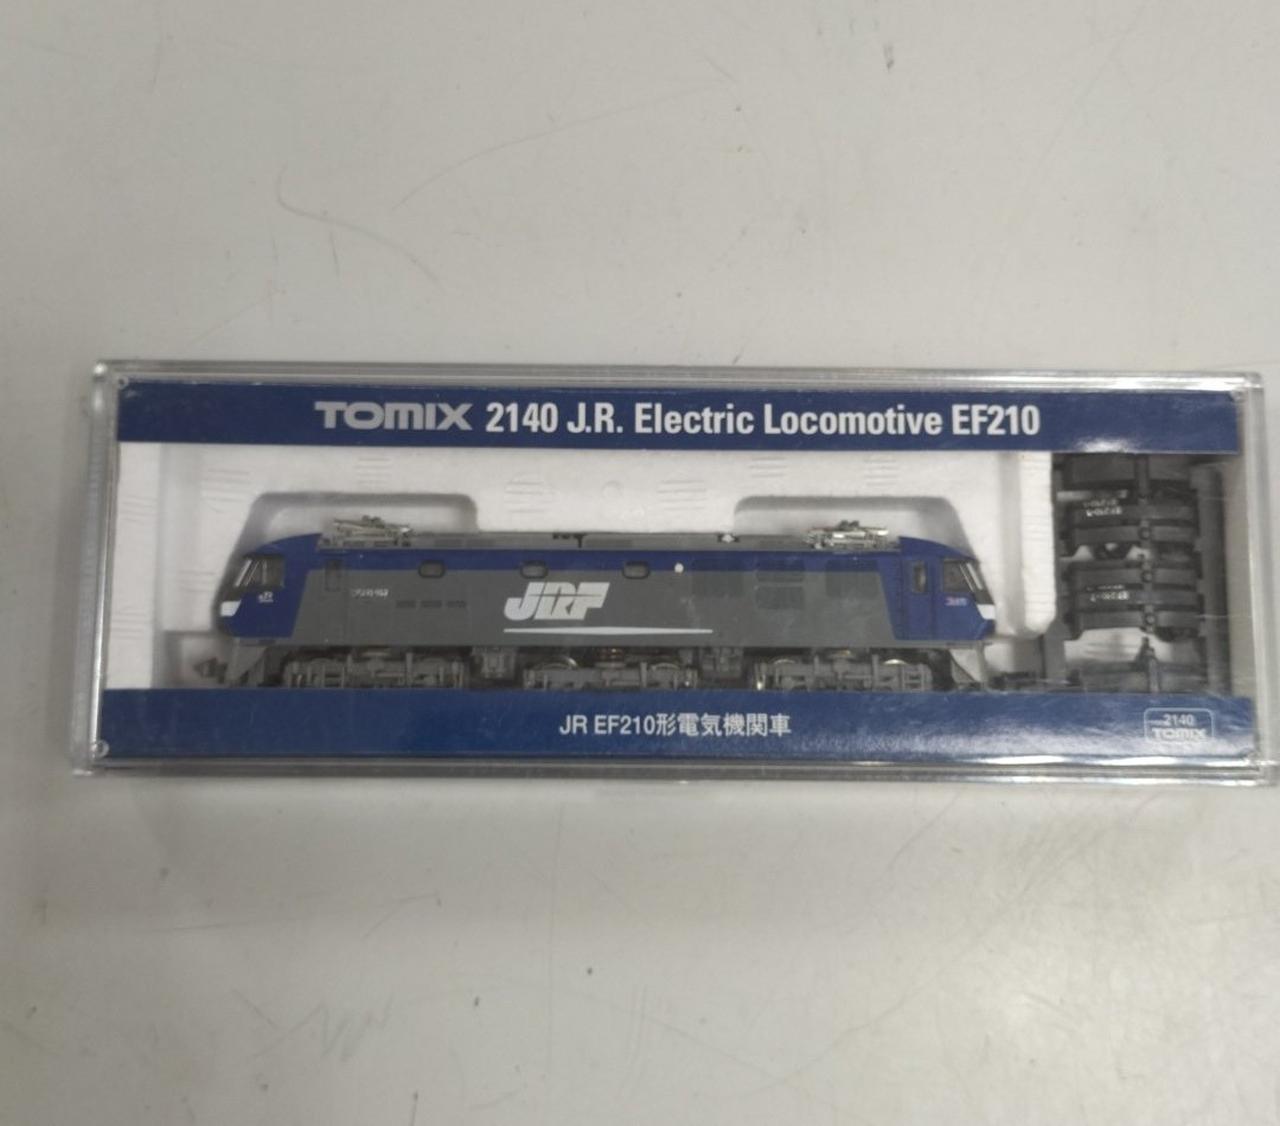 TOMIX 2140 J.R. Electric Locomotive EF210
JR
JRF
JR EF210形電気機関車
2140
TOMIX